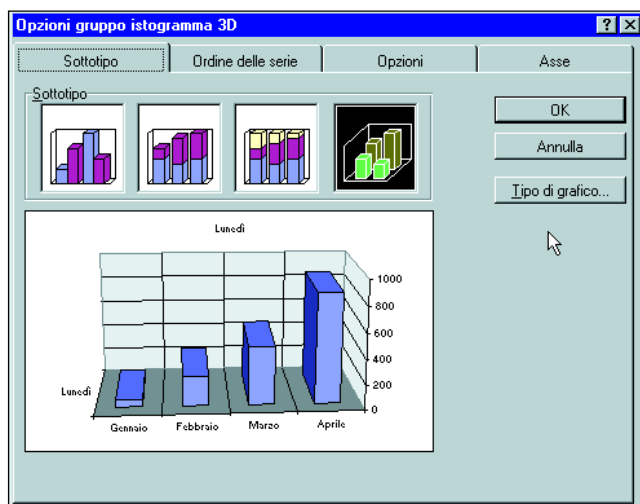 Opzioni gruppo istogramma 3D
Sottotipo
Ordine delle serie
Opzioni
Asse
Sottotipo
OK
Annulla
Tipo di grafico...
Lunedì
1000
800
600
400
200
0
Lunedì
Gennaio
Febbraio
Marzo
Aprile